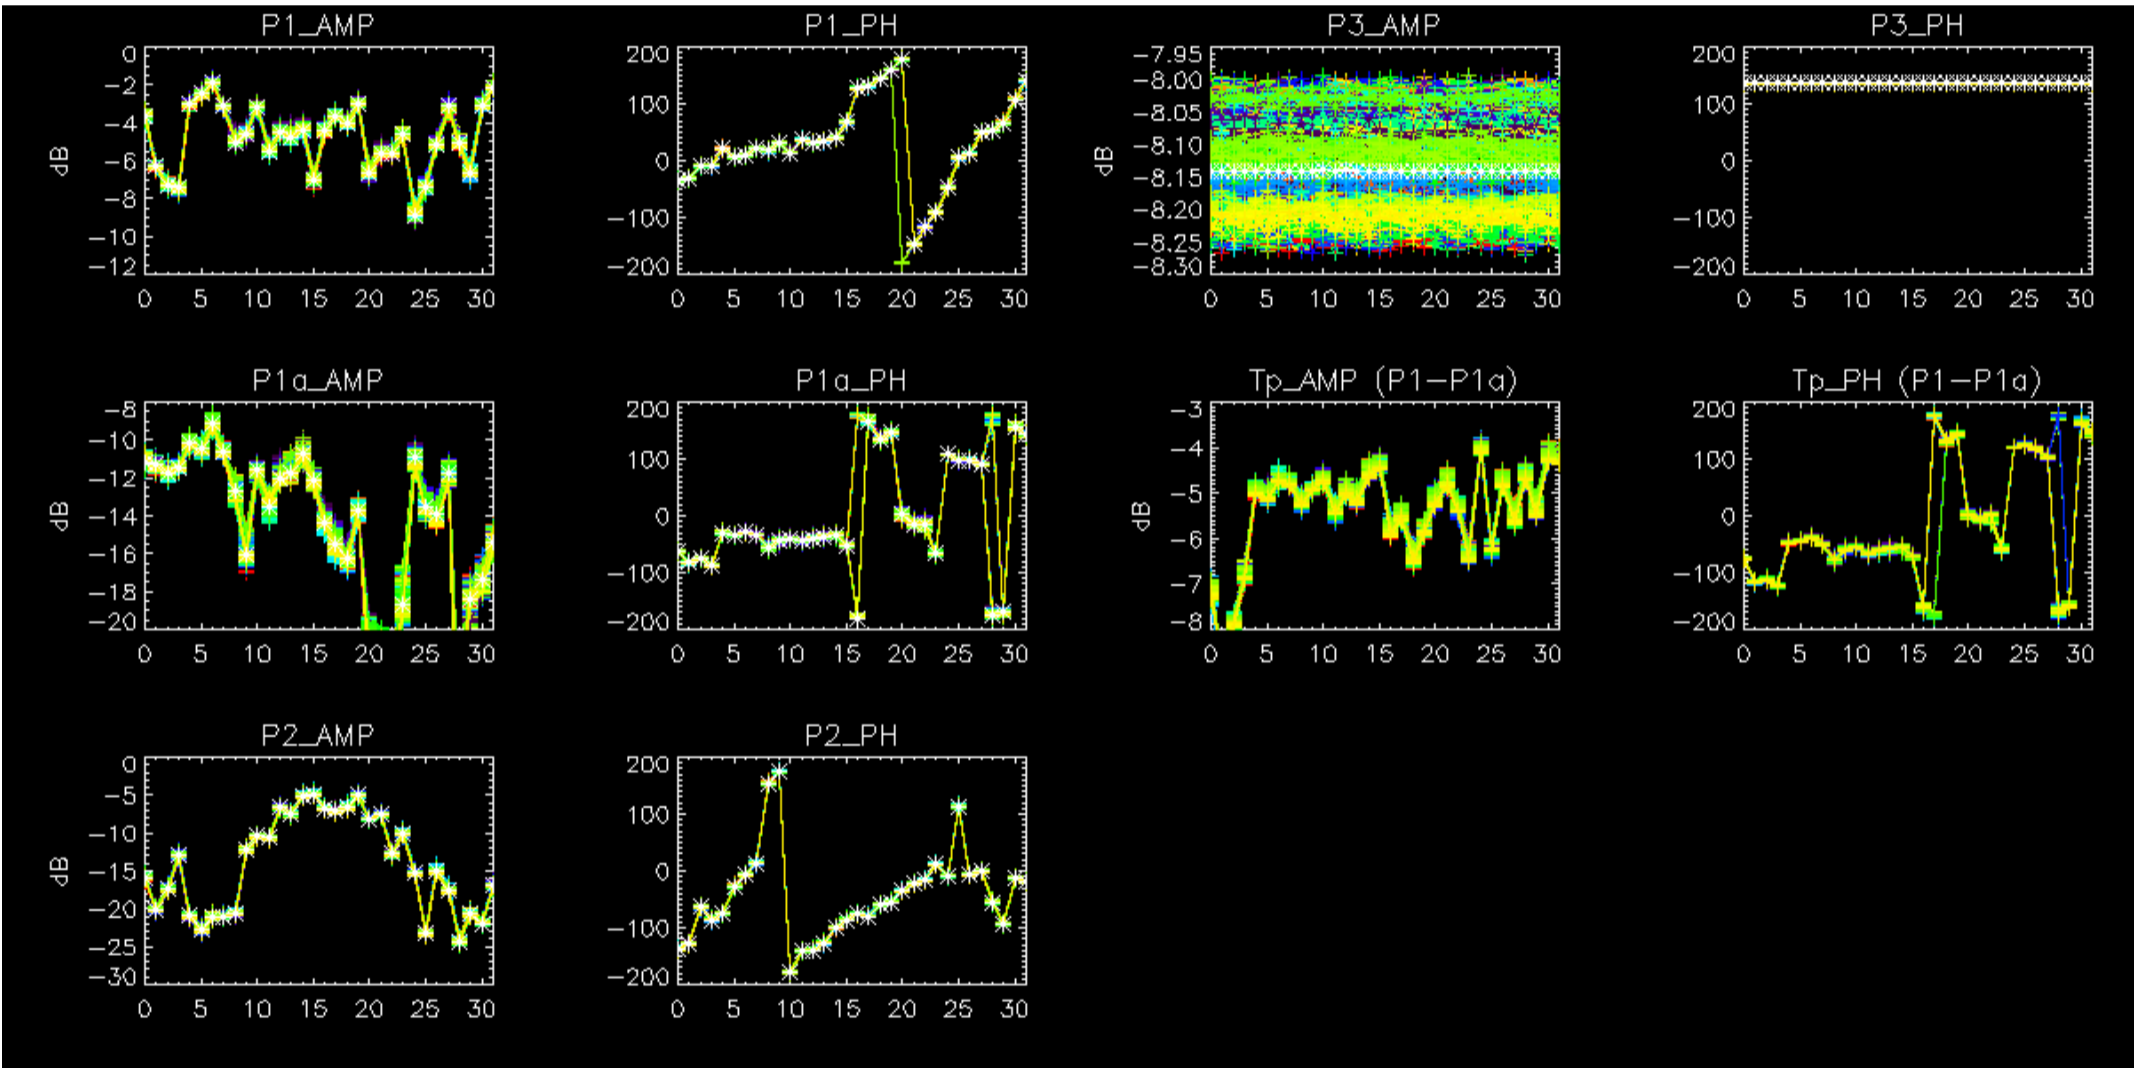 P1_AMP
P1_PH
P3_AMP
P3_PH
dB
0
-2
-4
-6
-8
-10
-12
0 5 10 15 20 25 30
200
100
0
-100
-200
0 5 10 15 20 25 30
dB
-7.95
-8.00
-8.05
-8.10
-8.15
-8.20
-8.25
-8.30
0 5 10 15 20 25 30
200
100
0
-100
-200
0 5 10 15 20 25 30
P1a_AMP
P1a_PH
Tp_AMP (P1-P1a)
Tp_PH (P1-P1a)
dB
-8
-10
-12
-14
-16
-18
-20
0 5 10 15 20 25 30
200
100
0
-100
-200
0 5 10 15 20 25 30
dB
-3
-4
-5
-6
-7
-8
0 5 10 15 20 25 30
200
100
0
-100
-200
0 5 10 15 20 25 30
P2_AMP
P2_PH
dB
0
-5
-10
-15
-20
-25
-30
0 5 10 15 20 25 30
200
100
0
-100
-200
0 5 10 15 20 25 30